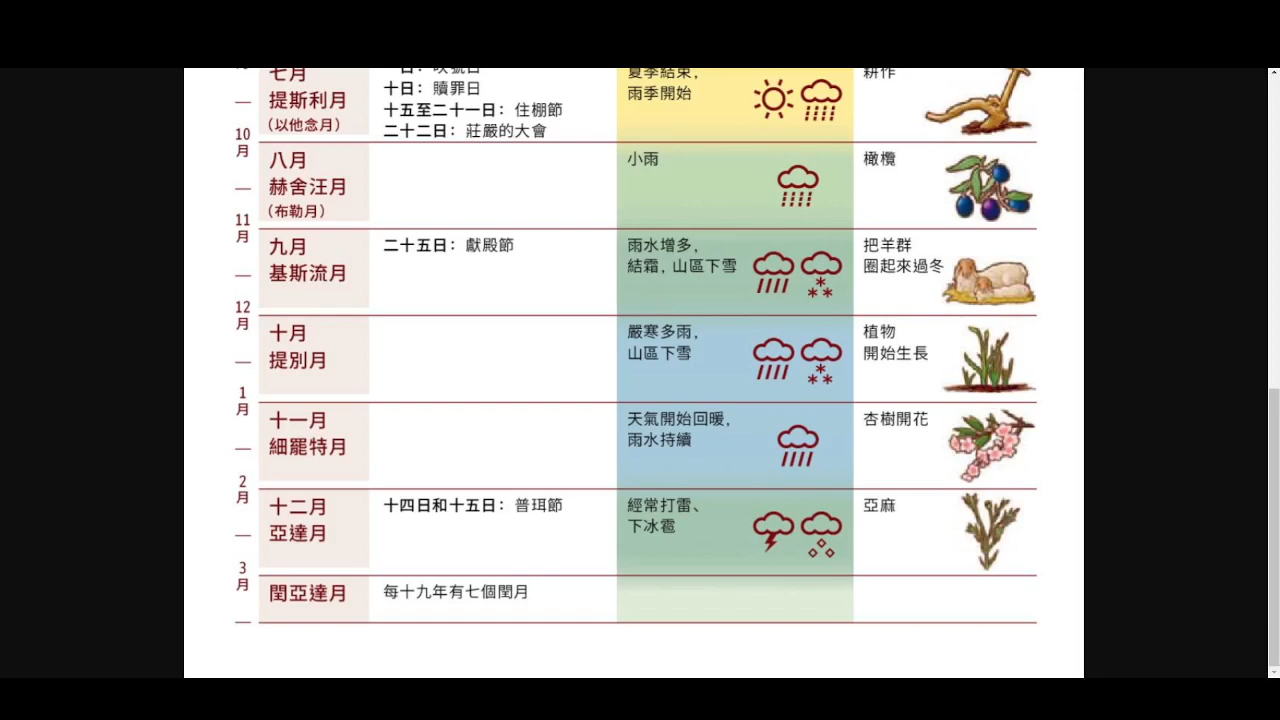 七月
提斯利月
（以他念月）
十日：贖罪日
十五至二十一日：住棚節
二十二日：莊嚴的大會
夏季結束，
雨季開始
耕作
10
月
八月
赫舍汪月
（布勒月）
小雨
橄欖
11
月
九月
基斯流月
二十五日：獻殿節
雨水增多，
結霜，山區下雪
把羊群
圈起來過冬
12
月
十月
提別月
嚴寒多雨，
山區下雪
植物
開始生長
1
月
十一月
細罷特月
天氣開始回暖，
雨水持續
杏樹開花
2
月
十二月
亞達月
十四日和十五日：普珥節
經常打雷、
下冰雹
亞麻
3
月
閏亞達月
每十九年有七個閏月